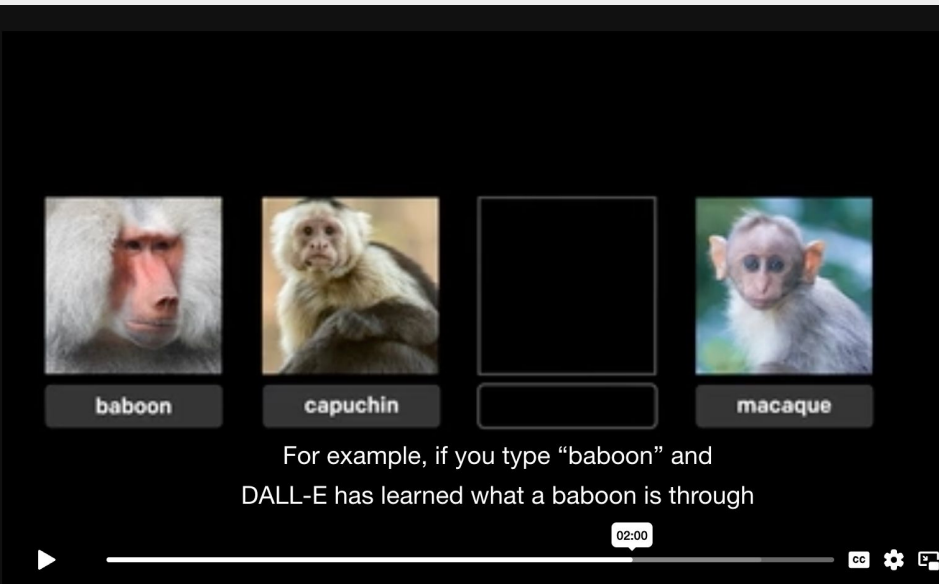 baboon
capuchin
macaque
For example, if you type “baboon” and
DALL-E has learned what a baboon is through
02:00
CC